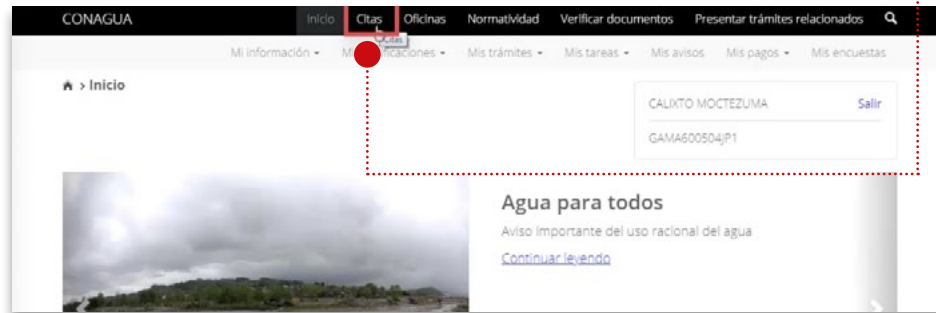 CONAGUA Inicio Citas Oficinas Normatividad Verificar documentos Presentar trámites relacionados
Citas
Mi información Mis trámites Mis tareas Mis avisos Mis pagos Mis encuestas
> Inicio
CALIXTO MOCTEZUMA Salir
GAMA600504JP1
Agua para todos
Aviso importante del uso racional del agua
Continuar leyendo